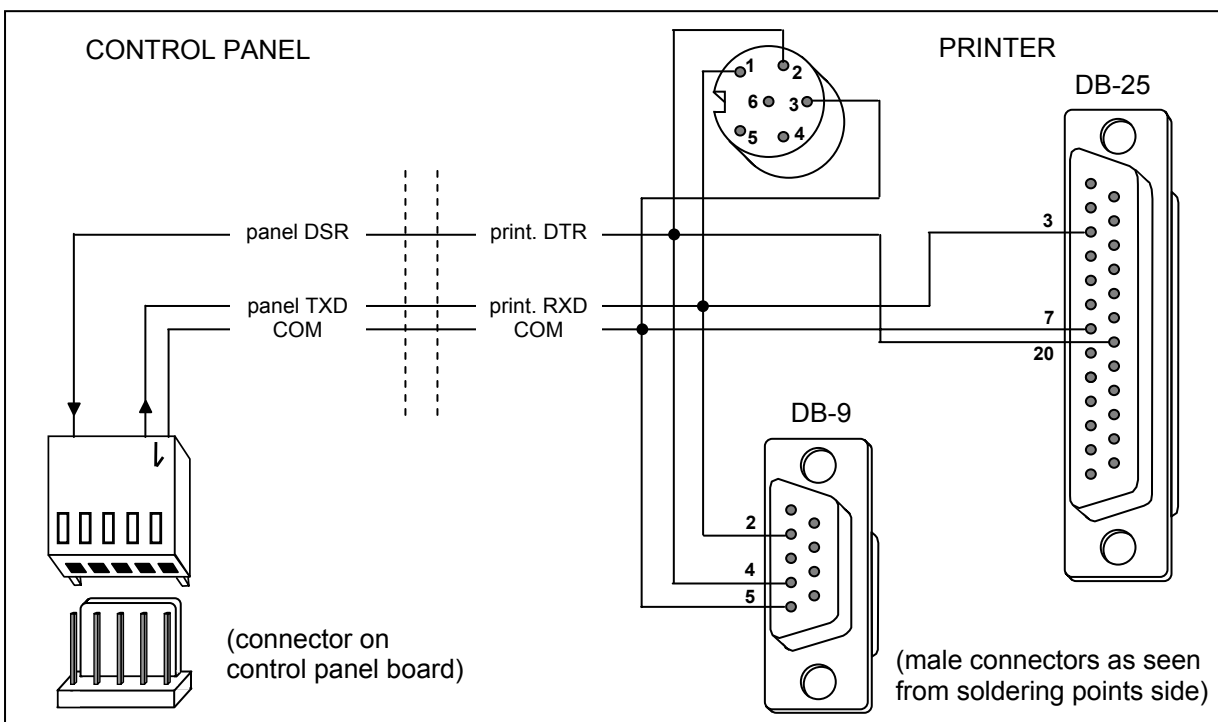 CONTROL PANEL
PRINTER
DB-25
1
2
6
3
5
4
panel DSR
print. DTR
3
panel TXD
print. RXD
COM
COM
7
20
DB-9
2
4
5
(connector on
control panel board)
(male connectors as seen
from soldering points side)